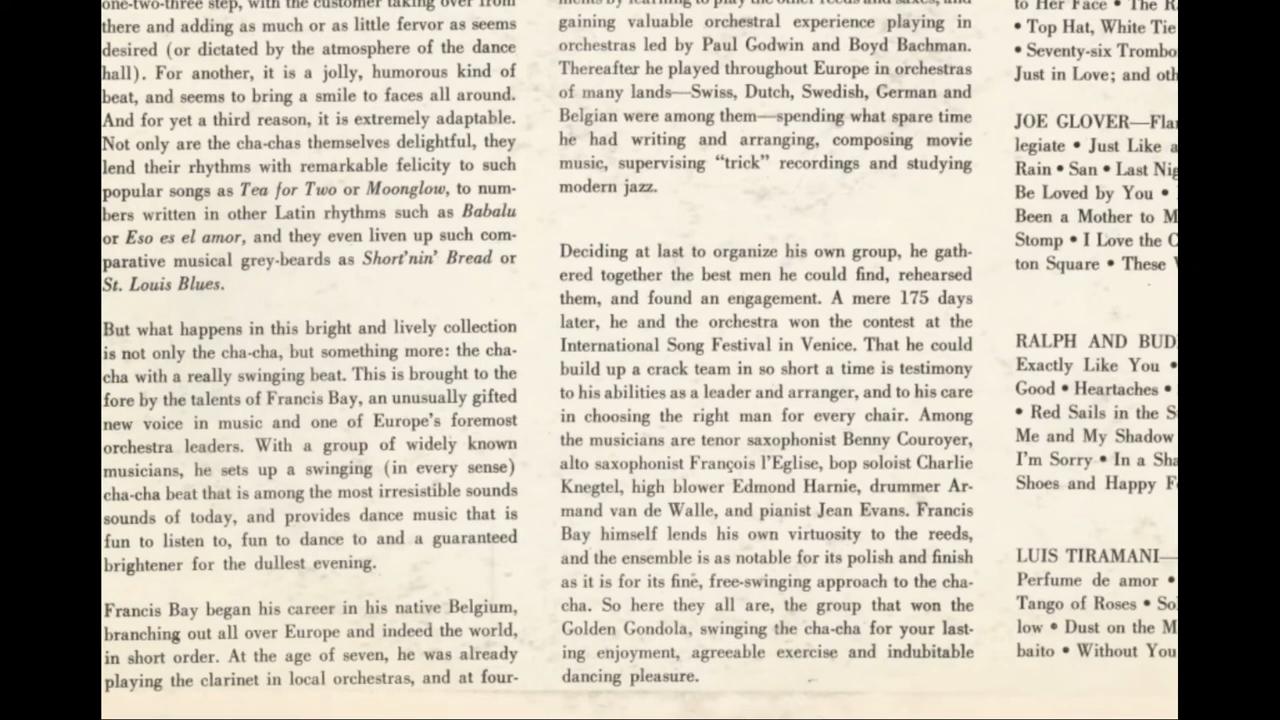 one-two-three step, with the customer taking over from
there and adding as much or as little fervor as seems
desired (or dictated by the atmosphere of the dance
hall). For another, it is a jolly, humorous kind of
beat, and seems to bring a smile to faces all around.
And for yet a third reason, it is extremely adaptable.
Not only are the cha-chas themselves delightful, they
lend their rhythms with remarkable felicity to such
popular songs as Tea for Two or Moonglow, to num-
bers written in other Latin rhythms such as Babalu
or Eso es el amor, and they even liven up such com-
parative musical grey-beards as Short'nin' Bread or
St. Louis Blues.
But what happens in this bright and lively collection
is not only the cha-cha, but something more: the cha-
cha with a really swinging beat. This is brought to the
fore by the talents of Francis Bay, an unusually gifted
new voice in music and one of Europe's foremost
orchestra leaders. With a group of widely known
musicians, he sets up a swinging (in every sense)
cha-cha beat that is among the most irresistible sounds
sounds of today, and provides dance music that is
fun to listen to, fun to dance to and a guaranteed
brightener for the dullest evening.
Francis Bay began his career in his native Belgium,
branching out all over Europe and indeed the world,
in short order. At the age of seven, he was already
playing the clarinet in local orchestras, and at four-
ments by learning to play the other reeds and saxes, and
gaining valuable orchestral experience playing in
orchestras led by Paul Godwin and Boyd Bachman.
Thereafter he played throughout Europe in orchestras
of many lands—Swiss, Dutch, Swedish, German and
Belgian were among them—spending what spare time
he had writing and arranging, composing movie
music, supervising “trick” recordings and studying
modern jazz.
Deciding at last to organize his own group, he gath-
ered together the best men he could find, rehearsed
them, and found an engagement. A mere 175 days
later, he and the orchestra won the contest at the
International Song Festival in Venice. That he could
build up a crack team in so short a time is testimony
to his abilities as a leader and arranger, and to his care
in choosing the right man for every chair. Among
the musicians are tenor saxophonist Benny Couroyer,
alto saxophonist François l'Eglise, bop soloist Charlie
Knegtel, high blower Edmond Harnie, drummer Ar-
mand van de Walle, and pianist Jean Evans. Francis
Bay himself lends his own virtuosity to the reeds,
and the ensemble is as notable for its polish and finish
as it is for its fine, free-swinging approach to the cha-
cha. So here they all are, the group that won the
Golden Gondola, swinging the cha-cha for your last-
ing enjoyment, agreeable exercise and indubitable
dancing pleasure.
to Her Face • The
• Top Hat, White Tie
• Seventy-six Trombo
Just in Love; and oth
JOE GLOVER—Fla
legiate • Just Like a
Rain • San • Last Nig
Be Loved by You •
Been a Mother to M
Stomp • I Love the C
ton Square • These
RALPH AND BUD
Exactly Like You •
Good • Heartaches •
• Red Sails in the S
Me and My Shadow
I'm Sorry • In a Sha
Shoes and Happy F
LUIS TIRAMANI—
Perfume de amor •
Tango of Roses • So
low • Dust on the M
baito • Without You